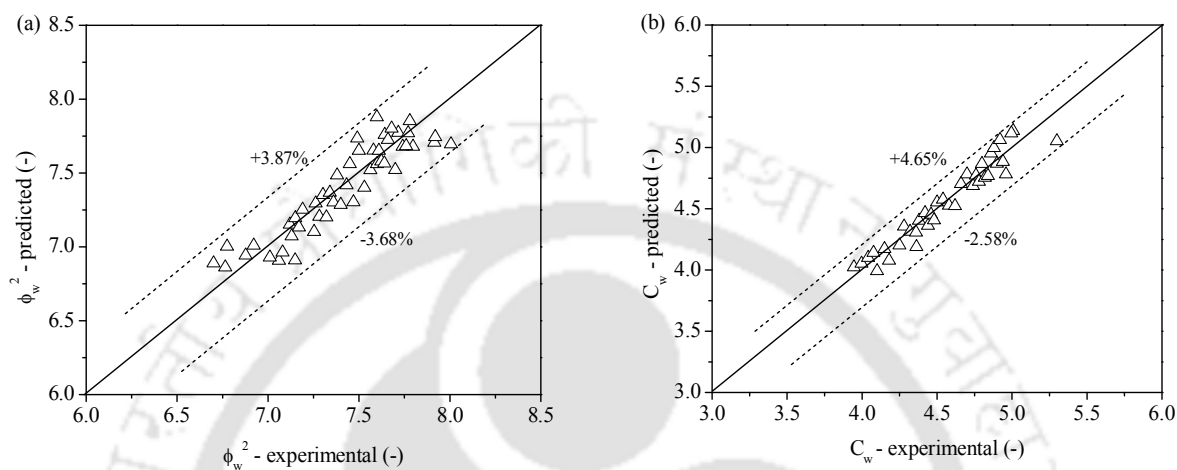 (a)
8.5
8.0
7.5
7.0
6.5
6.0
6.0 6.5 7.0 7.5 8.0 8.5
ϕw² - predicted (-)
ϕw² - experimental (-)
+3.87%
-3.68%
(b)
6.0
5.5
5.0
4.5
4.0
3.5
3.0
3.0 3.5 4.0 4.5 5.0 5.5 6.0
Cw - predicted (-)
Cw - experimental (-)
+4.65%
-2.58%